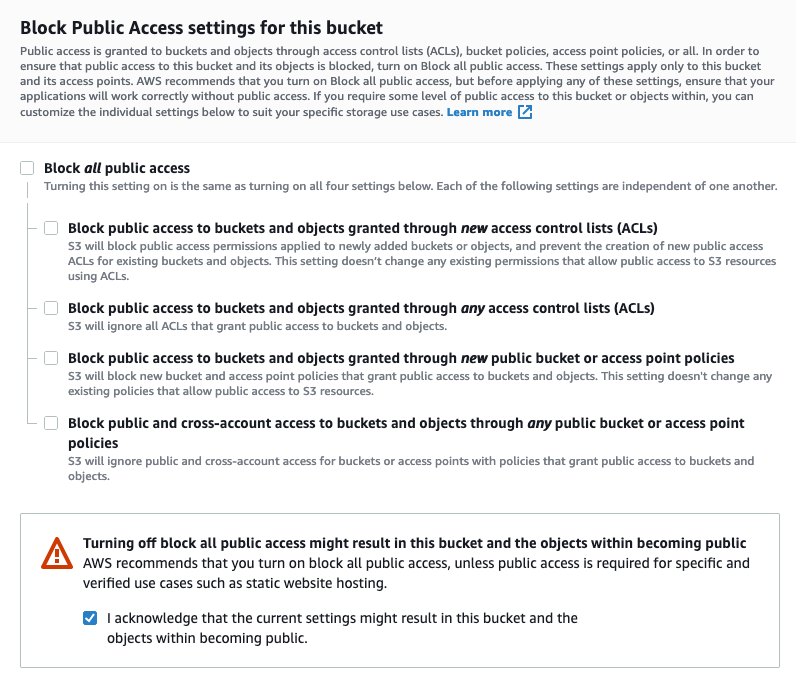 Block Public Access settings for this bucket
Public access is granted to buckets and objects through access control lists (ACLs), bucket policies, access point policies, or all. In order to
ensure that public access to this bucket and its objects is blocked, turn on Block all public access. These settings apply only to this bucket
and its access points. AWS recommends that you turn on Block all public access, but before applying any of these settings, ensure that your
applications will work correctly without public access. If you require some level of public access to this bucket or objects within, you can
customize the individual settings below to suit your specific storage use cases. Learn more
Block all public access
Turning this setting on is the same as turning on all four settings below. Each of the following settings are independent of one another.
Block public access to buckets and objects granted through new access control lists (ACLs)
S3 will block public access permissions applied to newly added buckets or objects, and prevent the creation of new public access
ACLs for existing buckets and objects. This setting doesn't change any existing permissions that allow public access to S3 resources
using ACLs.
Block public access to buckets and objects granted through any access control lists (ACLs)
S3 will ignore all ACLs that grant public access to buckets and objects.
Block public access to buckets and objects granted through new public bucket or access point policies
S3 will block new bucket and access point policies that grant public access to buckets and objects. This setting doesn't change any
existing policies that allow public access to S3 resources.
Block public and cross-account access to buckets and objects through any public bucket or access point
policies
S3 will ignore public and cross-account access for buckets or access points with policies that grant public access to buckets and
objects.
Turning off block all public access might result in this bucket and the objects within becoming public
AWS recommends that you turn on block all public access, unless public access is required for specific and
verified use cases such as static website hosting.
I acknowledge that the current settings might result in this bucket and the
objects within becoming public.